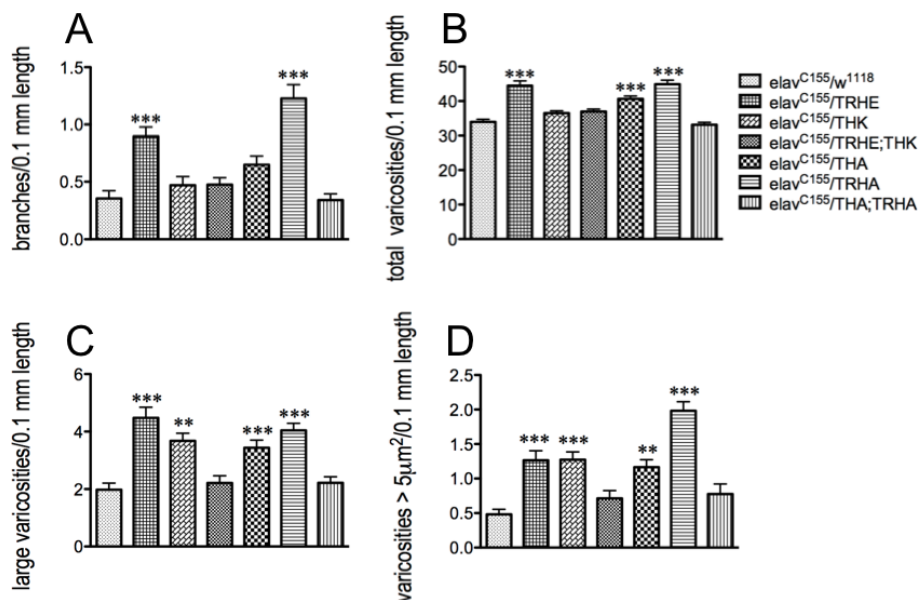 A
branches/0.1 mm length
1.5
1.0
0.5
0.0
***
***
B
total varicosities/0.1 mm length
50
40
30
20
10
0
***
***
***
elavC155/w1118
elavC155/TRHE
elavC155/THK
elavC155/TRHE;THK
elavC155/THA
elavC155/TRHA
elavC155/THA;TRHA
C
large varicosities/0.1 mm length
6
4
2
0
***
**
***
***
D
varicosities > 5µm²/0.1 mm length
2.5
2.0
1.5
1.0
0.5
0.0
***
***
**
***